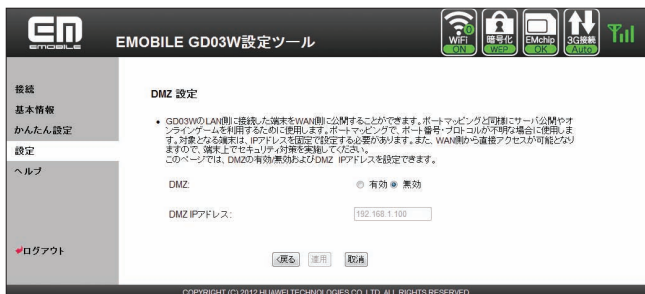 EM
EMOBILE
EMOBILE GD03W設定ツール
WiFi
ON
暗号化
WEP
EMchip
OK
3G接続
Auto
接続
基本情報
かんたん設定
設定
ヘルプ
ログアウト
DMZ 設定
• GD03WのLAN側に接続した端末をWAN側に公開することができます。ポートマッピングと同様にサーバ公開やオ
ンラインゲームを利用するために使用します。ポートマッピングで、ポート番号・プロトコルが不明な場合に使用しま
す。対象となる端末は、IPアドレスを固定で設定する必要があります。また、WAN側から直接アクセスが可能となり
ますので、端末上でセキュリティ対策を実施してください。
このページでは、DMZの有効/無効およびDMZ IPアドレスを設定できます。
DMZ:
有効 無効
DMZ IPアドレス:
192.168.1.100
<戻る 適用 取消
COPYRIGHT (C) 2012 HUAWEI TECHNOLOGIES CO., LTD. ALL RIGHTS RESERVED.